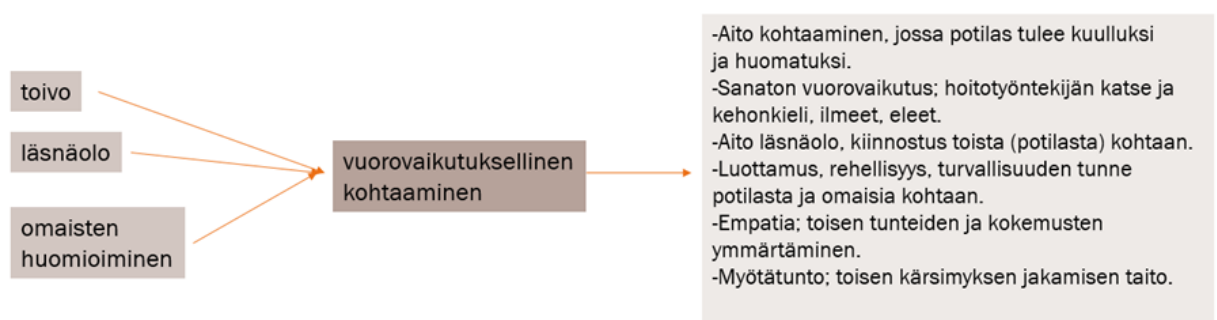 toivo
läsnäolo
omaisten
huomioiminen
vuorovaikutuksellinen
kohtaaminen
-Aito kohtaaminen, jossa potilas tulee kuulluksi
ja huomatuksi.
-Sanaton vuorovaikutus; hoitotyöntekijän katse ja
kehonkieli, ilmeet, eleet.
-Aito läsnäolo, kiinnostus toista (potilasta) kohtaan.
-Luottamus, rehellisyys, turvallisuuden tunne
potilasta ja omaisia kohtaan.
-Empatia; toisen tunteiden ja kokemusten
ymmärtäminen.
-Myötätunto; toisen kärsimyksen jakamisen taito.